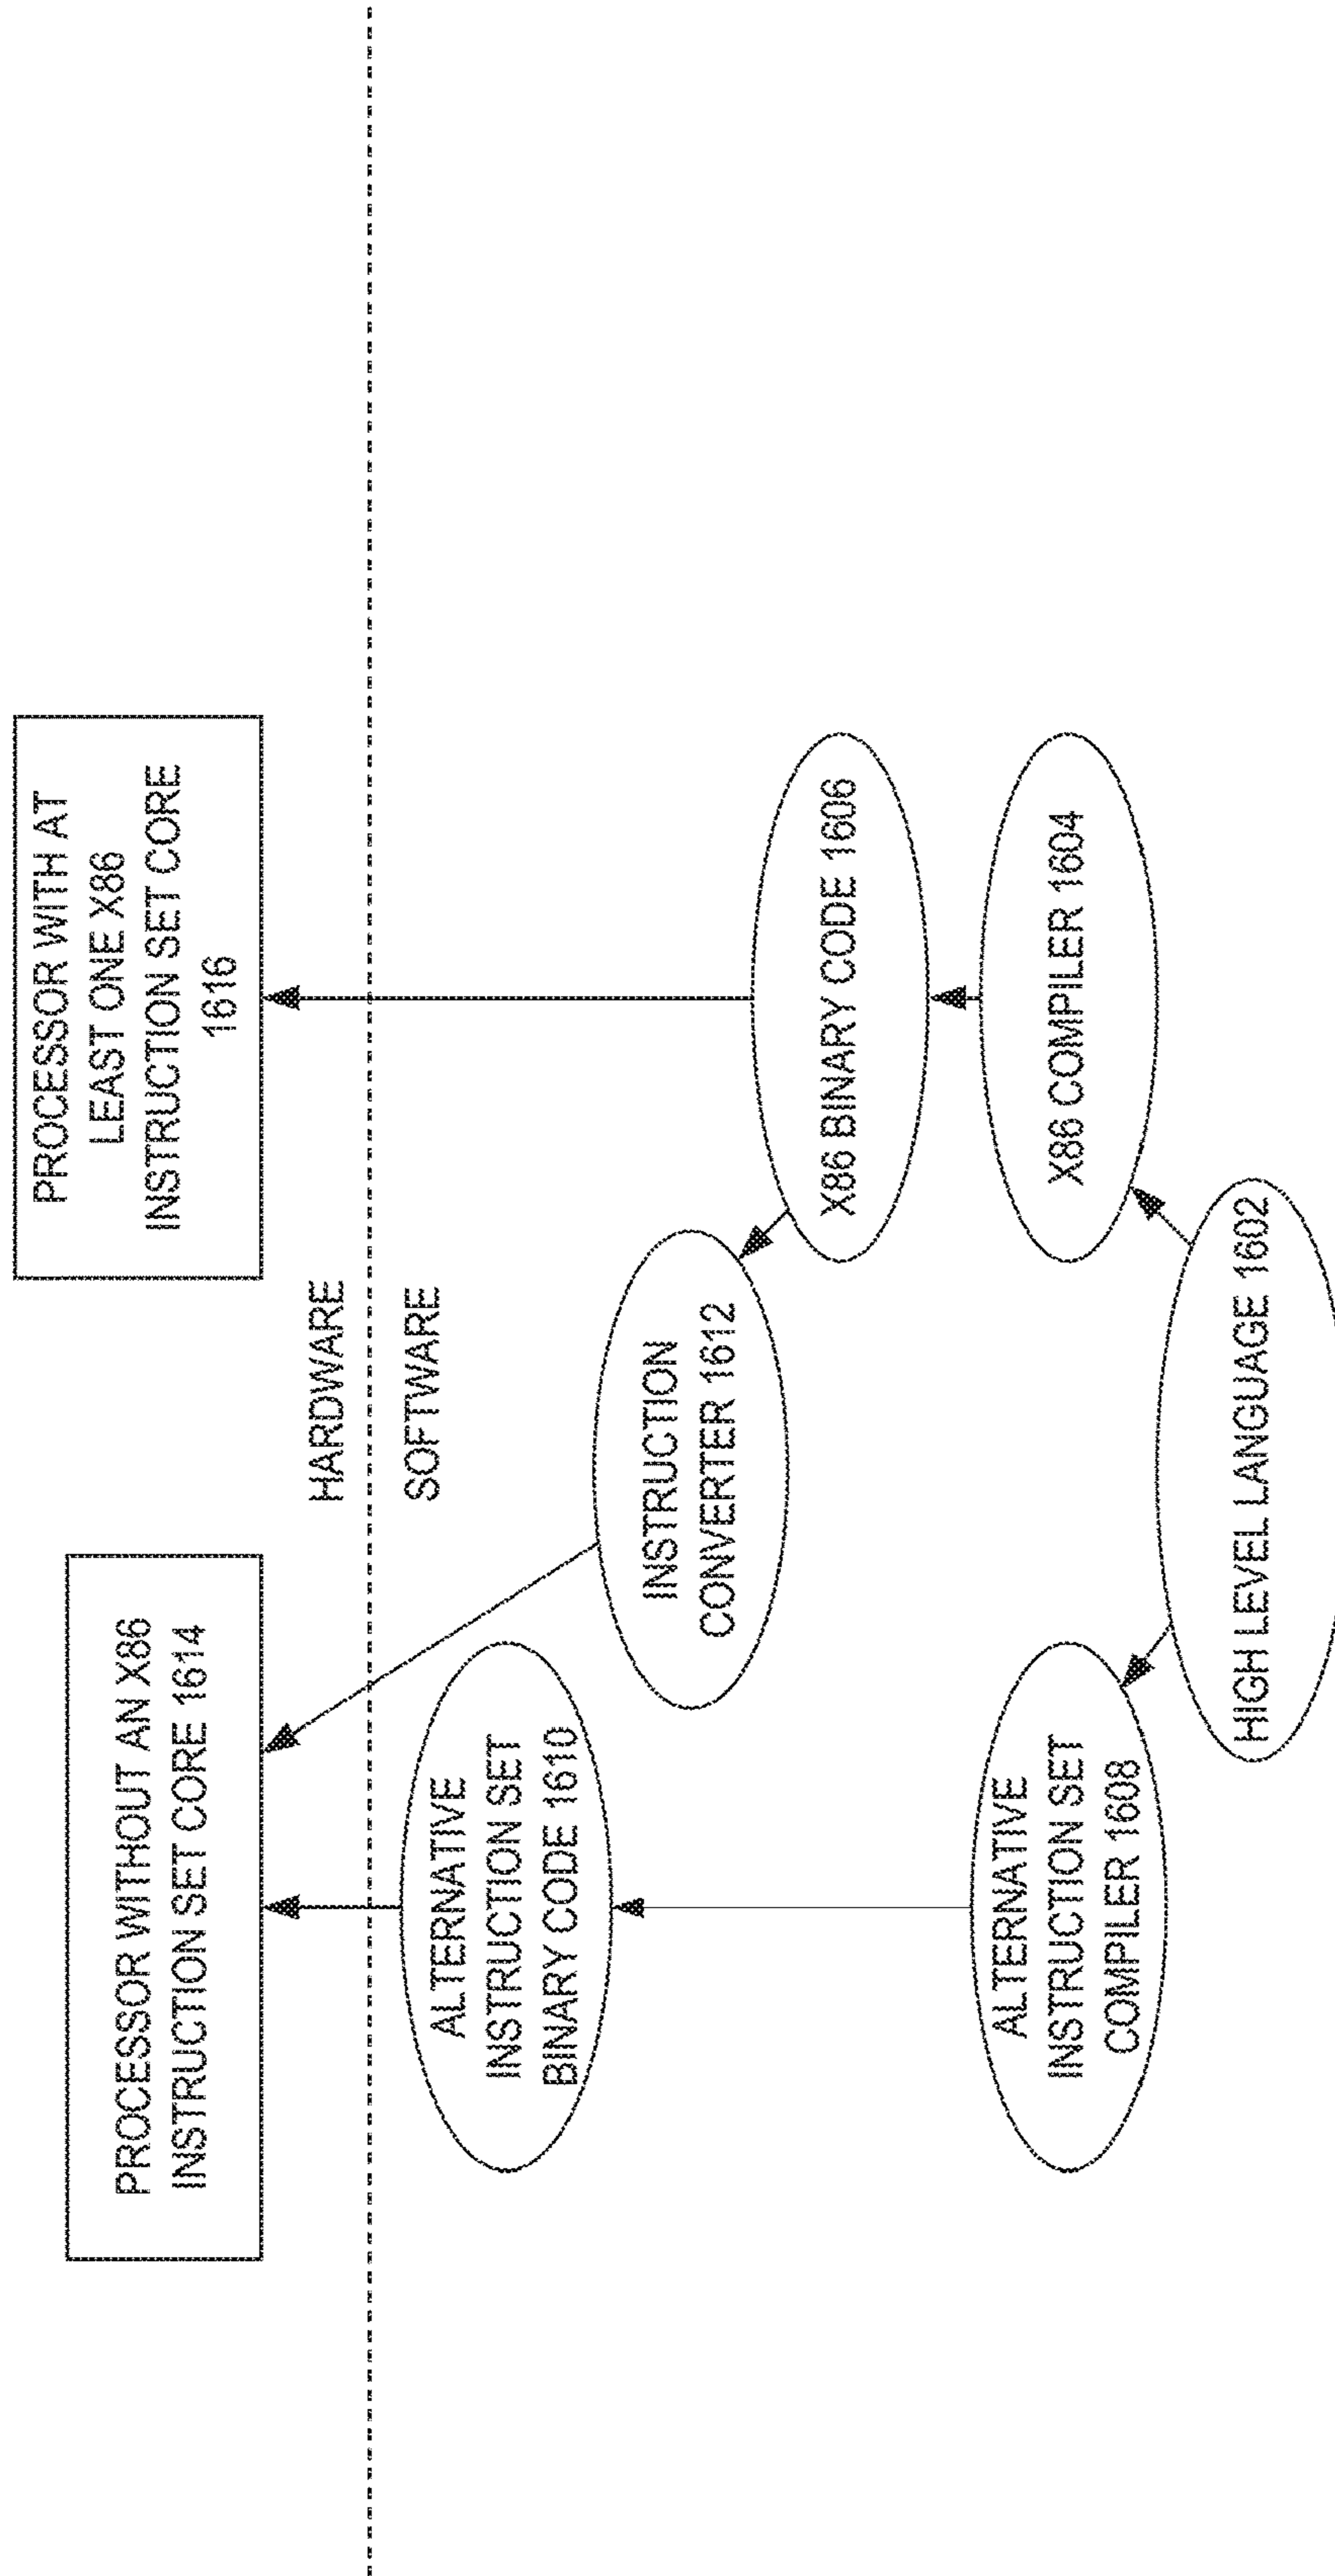 PROCESSOR WITHOUT AN X86
INSTRUCTION SET CORE 1614
PROCESSOR WITH AT
LEAST ONE X86
INSTRUCTION SET CORE
1616
HARDWARE
SOFTWARE
ALTERNATIVE
INSTRUCTION SET
BINARY CODE 1610
INSTRUCTION
CONVERTER 1612
X86 BINARY CODE 1606
ALTERNATIVE
INSTRUCTION SET
COMPILER 1608
X86 COMPILER 1604
HIGH LEVEL LANGUAGE 1602